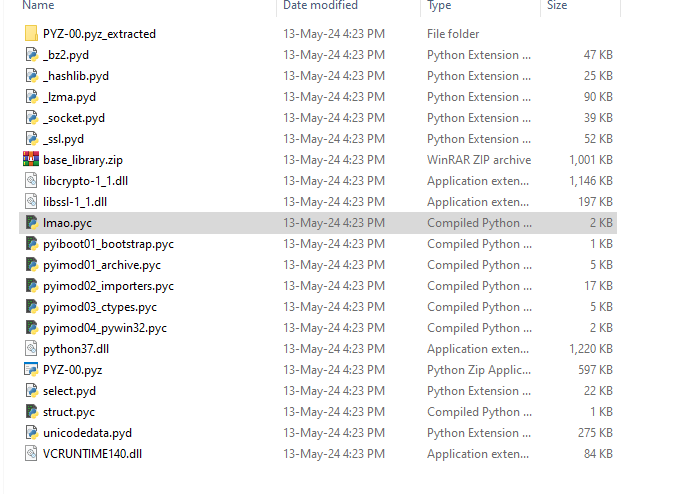 Name Date modified Type Size
PYZ-00.pyz_extracted 13-May-24 4:23 PM File folder
_bz2.pyd 13-May-24 4:23 PM Python Extension ... 47 KB
_hashlib.pyd 13-May-24 4:23 PM Python Extension ... 25 KB
_lzma.pyd 13-May-24 4:23 PM Python Extension ... 90 KB
_socket.pyd 13-May-24 4:23 PM Python Extension ... 39 KB
_ssl.pyd 13-May-24 4:23 PM Python Extension ... 52 KB
base_library.zip 13-May-24 4:23 PM WinRAR ZIP archive 1,001 KB
libcrypto-1_1.dll 13-May-24 4:23 PM Application exten... 1,146 KB
libssl-1_1.dll 13-May-24 4:23 PM Application exten... 197 KB
lmao.pyc 13-May-24 4:23 PM Compiled Python ... 2 KB
pyiboot01_bootstrap.pyc 13-May-24 4:23 PM Compiled Python ... 1 KB
pyimod01_archive.pyc 13-May-24 4:23 PM Compiled Python ... 5 KB
pyimod02_importers.pyc 13-May-24 4:23 PM Compiled Python ... 17 KB
pyimod03_ctypes.pyc 13-May-24 4:23 PM Compiled Python ... 5 KB
pyimod04_pywin32.pyc 13-May-24 4:23 PM Compiled Python ... 2 KB
python37.dll 13-May-24 4:23 PM Application exten... 1,220 KB
PYZ-00.pyz 13-May-24 4:23 PM Python Zip Applic... 597 KB
select.pyd 13-May-24 4:23 PM Python Extension ... 22 KB
struct.pyc 13-May-24 4:23 PM Compiled Python ... 1 KB
unicodedata.pyd 13-May-24 4:23 PM Python Extension ... 275 KB
VCRUNTIME140.dll 13-May-24 4:23 PM Application exten... 84 KB